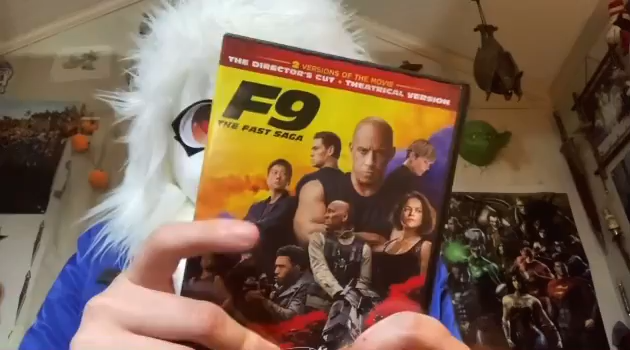 2 VERSIONS OF THE MOVIE
THE DIRECTOR'S CUT + THEATRICAL VERSION
F9
THE FAST SAGA